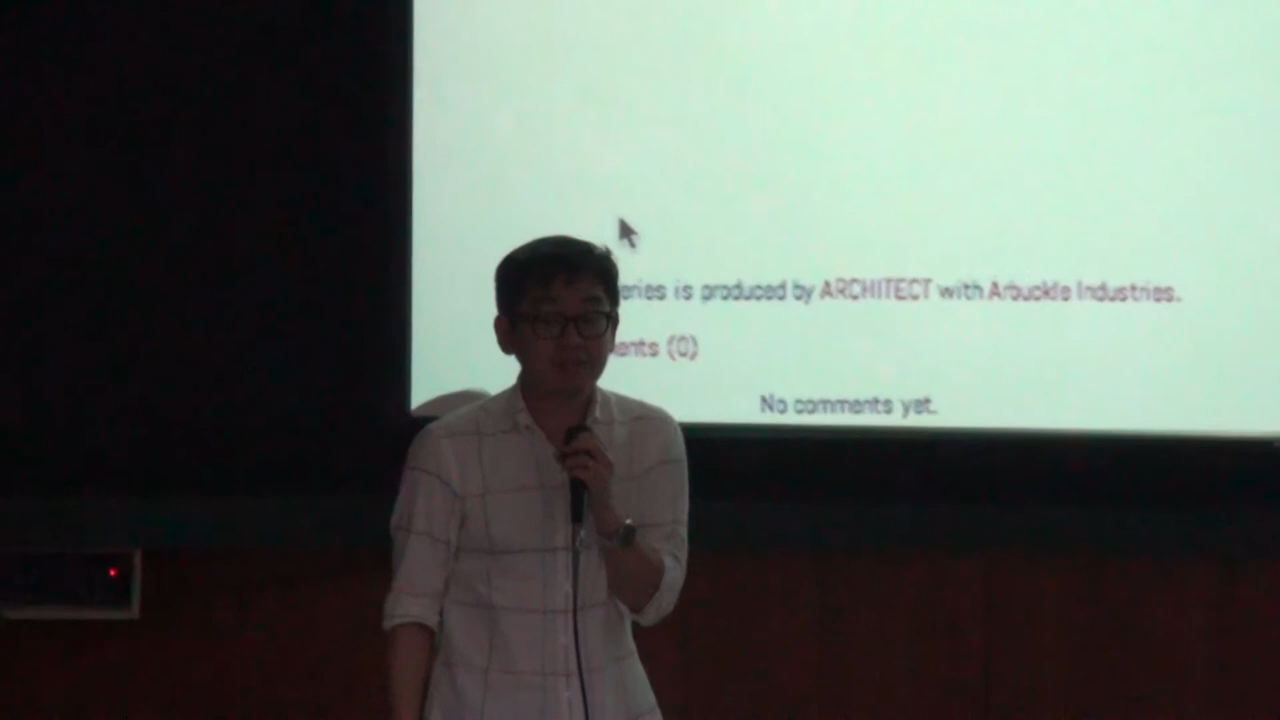 eries is produced by ARCHITECT with Arbuckle Industries.
ents (0)
No comments yet.